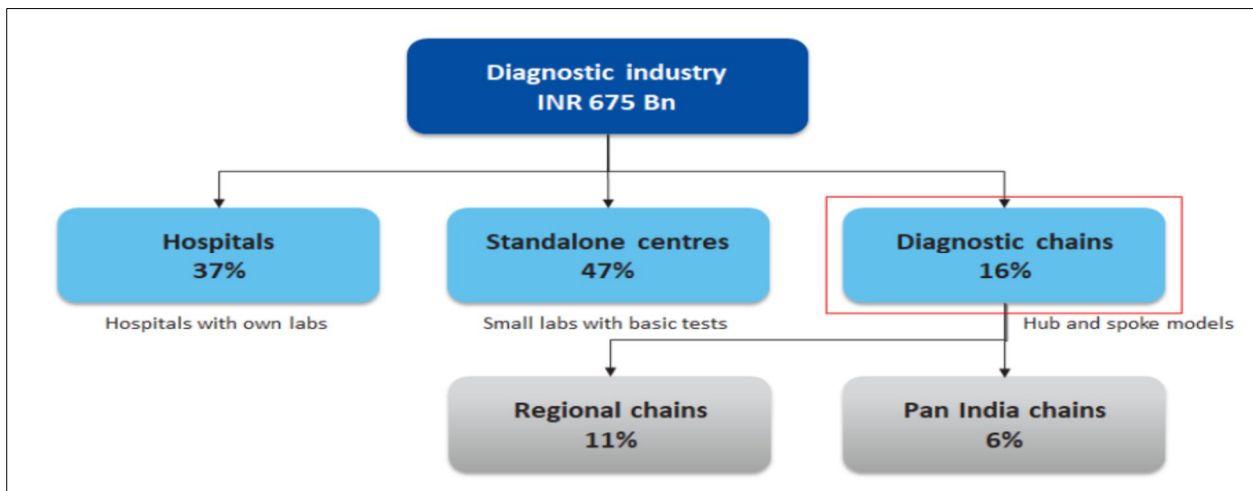 Diagnostic industry
INR 675 Bn
Hospitals
37%
Standalone centres
47%
Diagnostic chains
16%
Hospitals with own labs
Small labs with basic tests
Hub and spoke models
Regional chains
11%
Pan India chains
6%